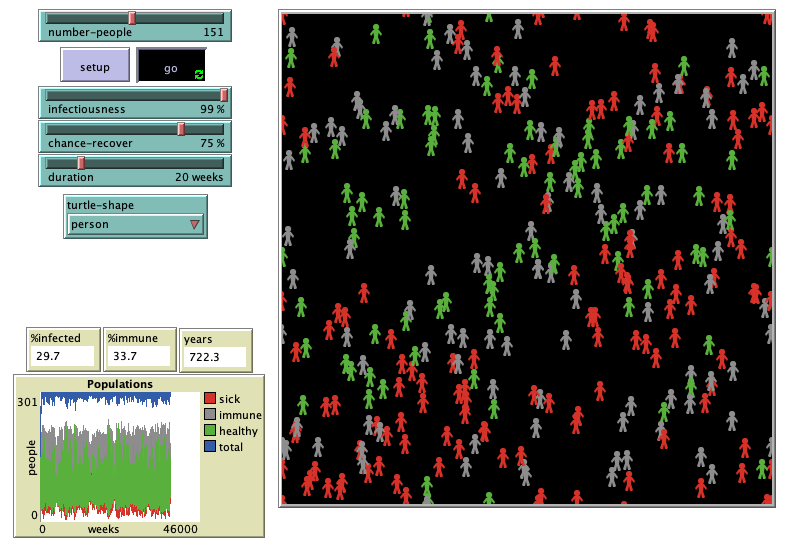 number-people 151
setup
go
infectiousness 99 %
chance-recover 75 %
duration 20 weeks
turtle-shape
person
%infected
29.7
%immune
33.7
years
722.3
Populations
301
people
0
0
weeks
46000
sick
immune
healthy
total